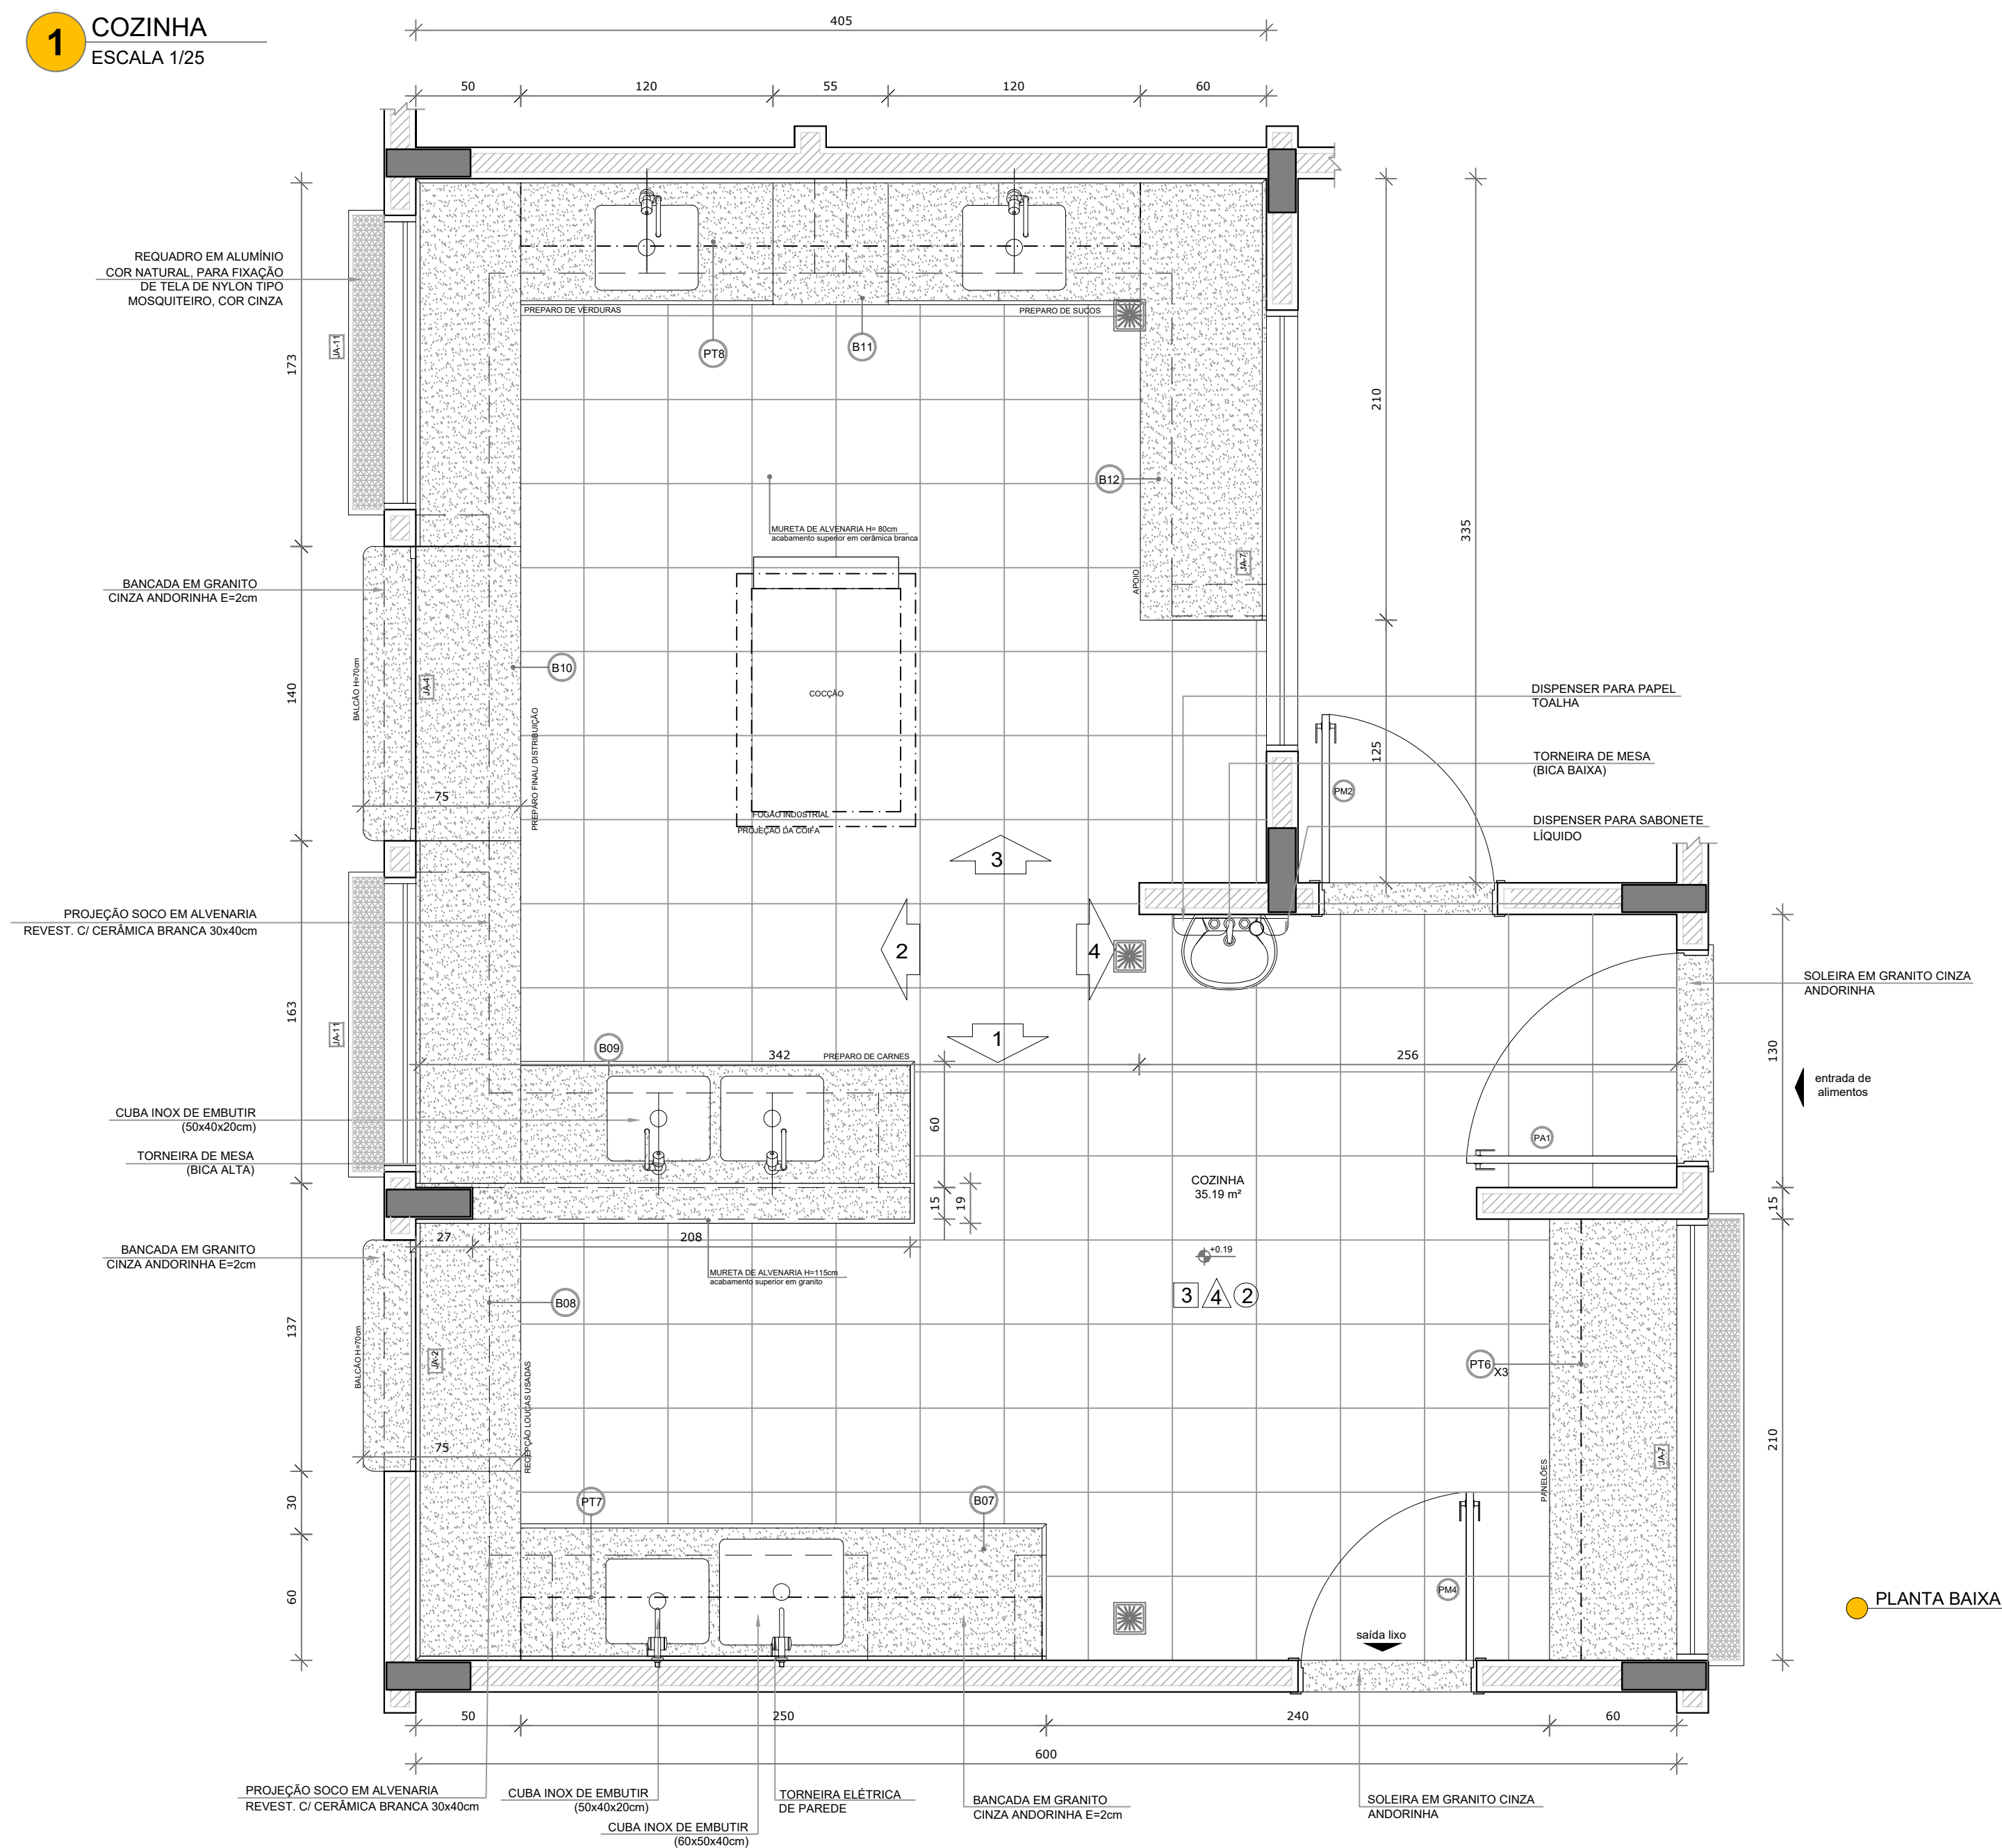 1
COZINHA
ESCALA 1/25
405
50
120
55
120
60
REQUADRO EM ALUMÍNIO
COR NATURAL, PARA FIXAÇÃO
DE TELA DE NYLON TIPO
MOSQUITEIRO, COR CINZA
JA-11
173
PREPARO DE VERDURAS
PREPARO DE SUCOS
PT8
B11
210
335
B12
MURETA DE ALVENARIA H= 80cm
acabamento superior em cerâmica branca
JA-7
APOIO
BANCADA EM GRANITO
CINZA ANDORINHA E=2cm
BALCÃO H=70cm
JA-4
B10
140
75
PREPARO FINAL/ DISTRIBUIÇÃO
COCÇÃO
FOGÃO INDUSTRIAL
PROJEÇÃO DA COIFA
DISPENSER PARA PAPEL
TOALHA
125
TORNEIRA DE MESA
(BICA BAIXA)
PM2
DISPENSER PARA SABONETE
LÍQUIDO
3
2
4
1
PROJEÇÃO SOCO EM ALVENARIA
REVEST. C/ CERÂMICA BRANCA 30x40cm
163
JA-11
SOLEIRA EM GRANITO CINZA
ANDORINHA
B09
342
PREPARO DE CARNES
256
130
entrada de
alimentos
CUBA INOX DE EMBUTIR
(50x40x20cm)
60
PA1
TORNEIRA DE MESA
(BICA ALTA)
COZINHA
35.19 m²
15
19
15
27
208
BANCADA EM GRANITO
CINZA ANDORINHA E=2cm
+0.19
MURETA DE ALVENARIA H=115cm
acabamento superior em granito
3
4
2
B08
137
BALCÃO H=70cm
JA-2
PT6
X3
RECEPÇÃO LOUÇAS USADAS
75
210
JA-7
PANELÕES
30
PT7
B07
60
PM4
PLANTA BAIXA
saída lixo
50
250
240
60
600
PROJEÇÃO SOCO EM ALVENARIA
REVEST. C/ CERÂMICA BRANCA 30x40cm
CUBA INOX DE EMBUTIR
(50x40x20cm)
CUBA INOX DE EMBUTIR
(60x50x40cm)
TORNEIRA ELÉTRICA
DE PAREDE
BANCADA EM GRANITO
CINZA ANDORINHA E=2cm
SOLEIRA EM GRANITO CINZA
ANDORINHA